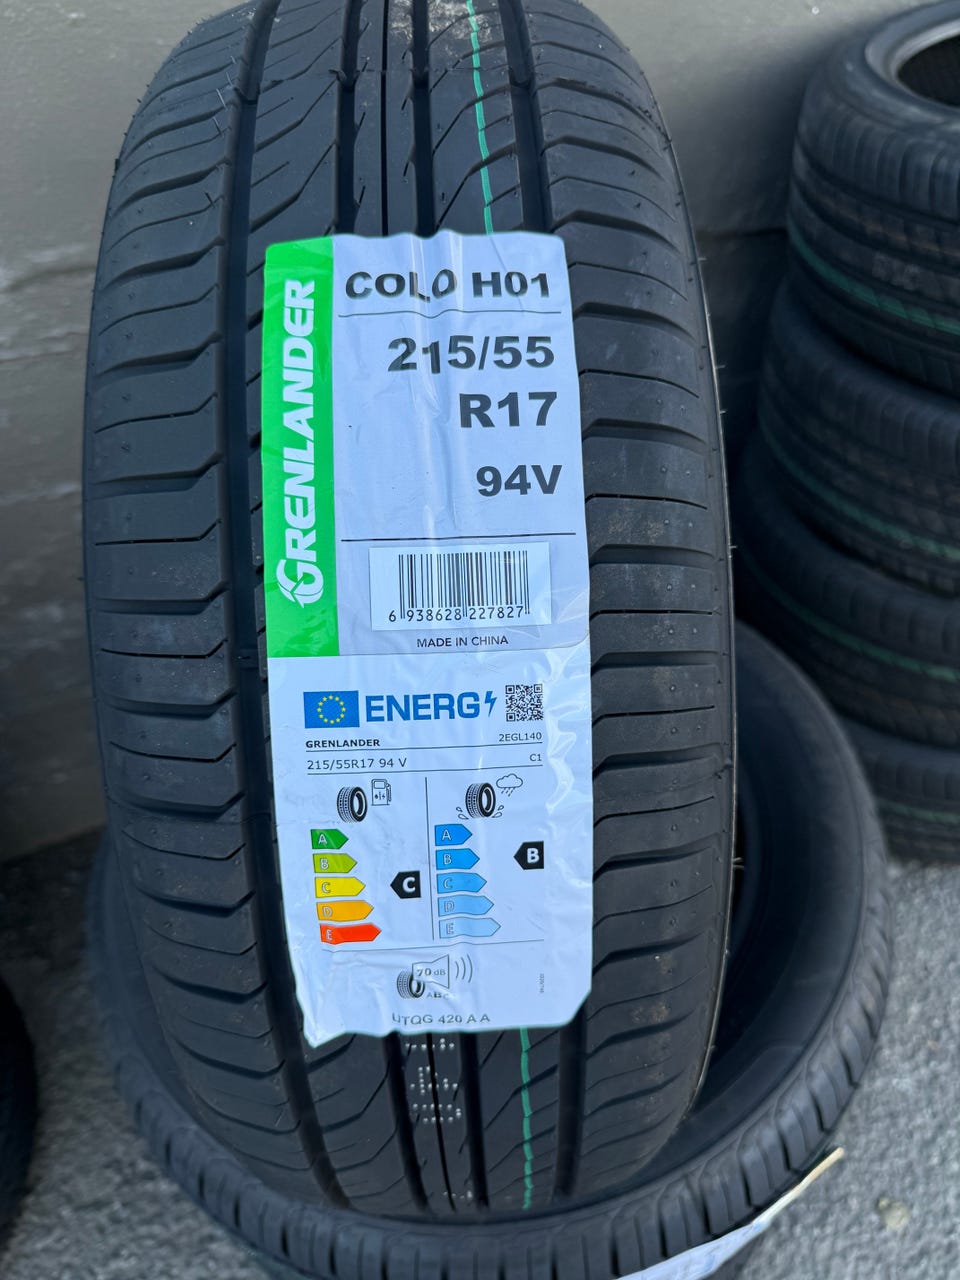 GRENLANDER
COLO H01
215/55
R17
94V
6 938628 227827
MADE IN CHINA
ENERG
GRENLANDER 2EGL140
215/55R17 94 V C1
A
B
C
D
E
C
A
B
C
D
E
B
70 dB
ABC
UTQG 420 A A